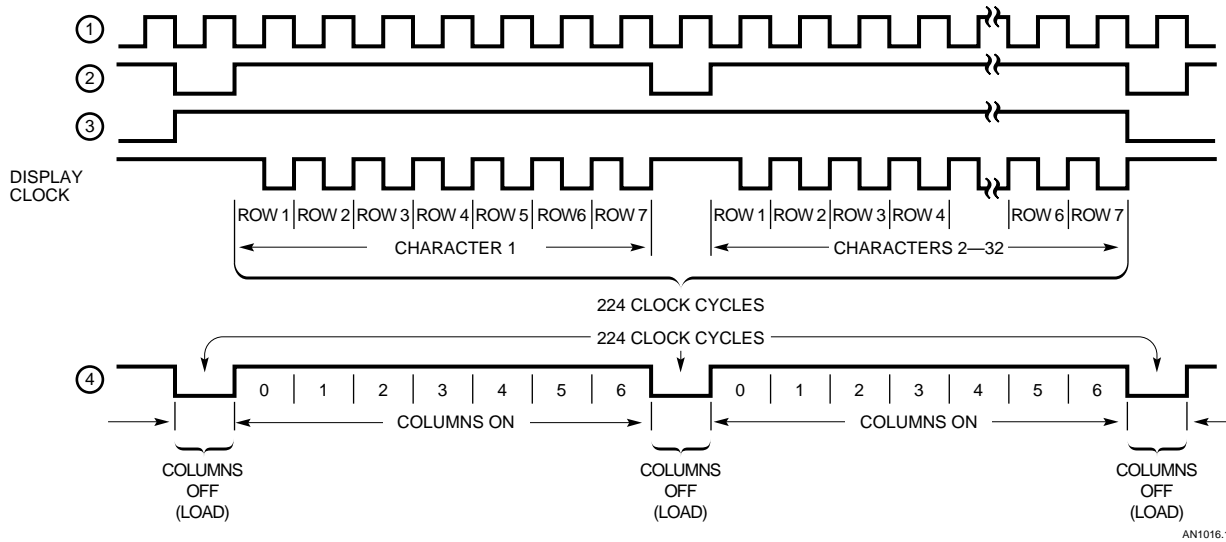 1
2
3
DISPLAY
CLOCK
ROW 1 ROW 2 ROW 3 ROW 4 ROW 5 ROW6 ROW 7 ROW 1 ROW 2 ROW 3 ROW 4 ROW 6 ROW 7
CHARACTER 1 CHARACTERS 2—32
224 CLOCK CYCLES
224 CLOCK CYCLES
4
0 1 2 3 4 5 6 0 1 2 3 4 5 6
COLUMNS ON COLUMNS ON
COLUMNS
OFF
(LOAD)
COLUMNS
OFF
(LOAD)
COLUMNS
OFF
(LOAD)